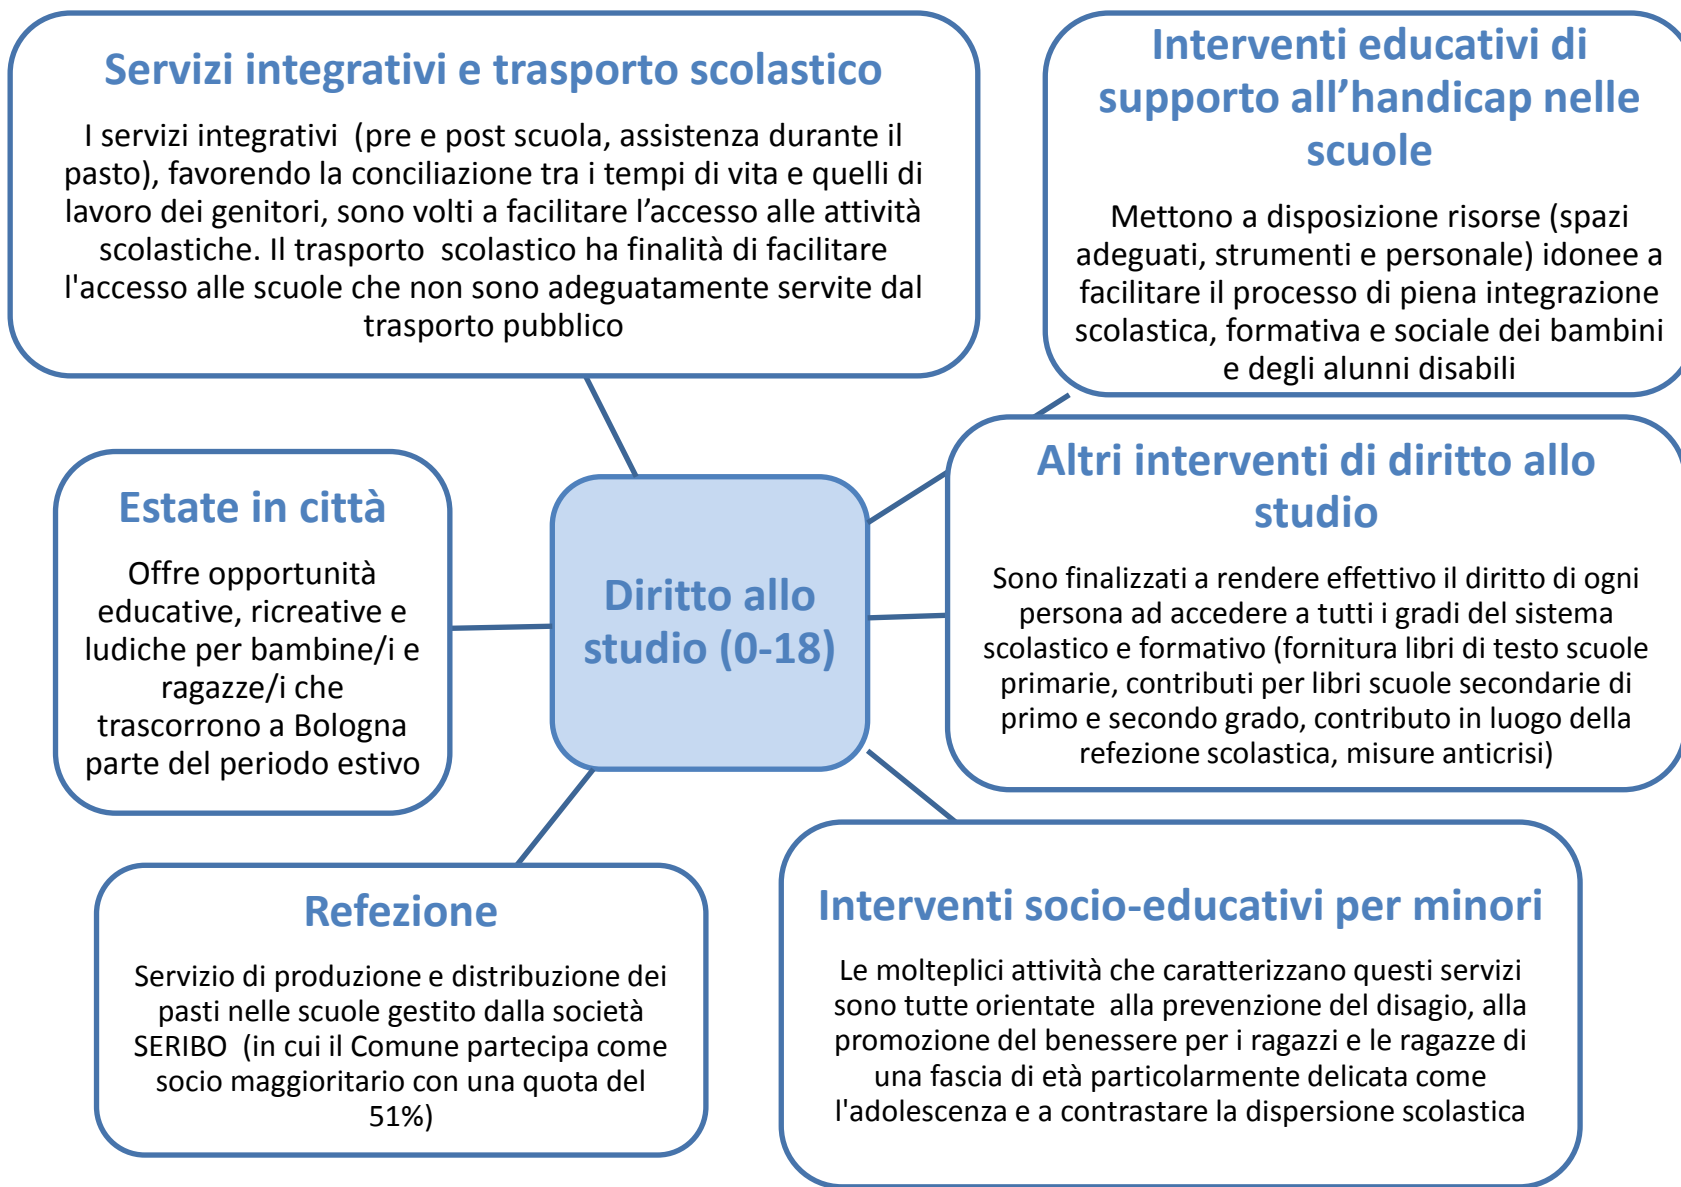 Servizi integrativi e trasporto scolastico
I servizi integrativi  (pre e post scuola, assistenza durante il
pasto), favorendo la conciliazione tra i tempi di vita e quelli di
lavoro dei genitori, sono volti a facilitare l’accesso alle attività
scolastiche. Il trasporto  scolastico ha finalità di facilitare
l'accesso alle scuole che non sono adeguatamente servite dal
trasporto pubblico
Interventi educativi di
supporto all’handicap nelle
scuole
Mettono a disposizione risorse (spazi
adeguati, strumenti e personale) idonee a
facilitare il processo di piena integrazione
scolastica, formativa e sociale dei bambini
e degli alunni disabili
Estate in città
Offre opportunità
educative, ricreative e
ludiche per bambine/i e
ragazze/i che
trascorrono a Bologna
parte del periodo estivo
Diritto allo
studio (0-18)
Altri interventi di diritto allo
studio
Sono finalizzati a rendere effettivo il diritto di ogni
persona ad accedere a tutti i gradi del sistema
scolastico e formativo (fornitura libri di testo scuole
primarie, contributi per libri scuole secondarie di
primo e secondo grado, contributo in luogo della
refezione scolastica, misure anticrisi)
Refezione
Servizio di produzione e distribuzione dei
pasti nelle scuole gestito dalla società
SERIBO  (in cui il Comune partecipa come
socio maggioritario con una quota del
51%)
Interventi socio-educativi per minori
Le molteplici attività che caratterizzano questi servizi
sono tutte orientate  alla prevenzione del disagio, alla
promozione del benessere per i ragazzi e le ragazze di
una fascia di età particolarmente delicata come
l'adolescenza e a contrastare la dispersione scolastica